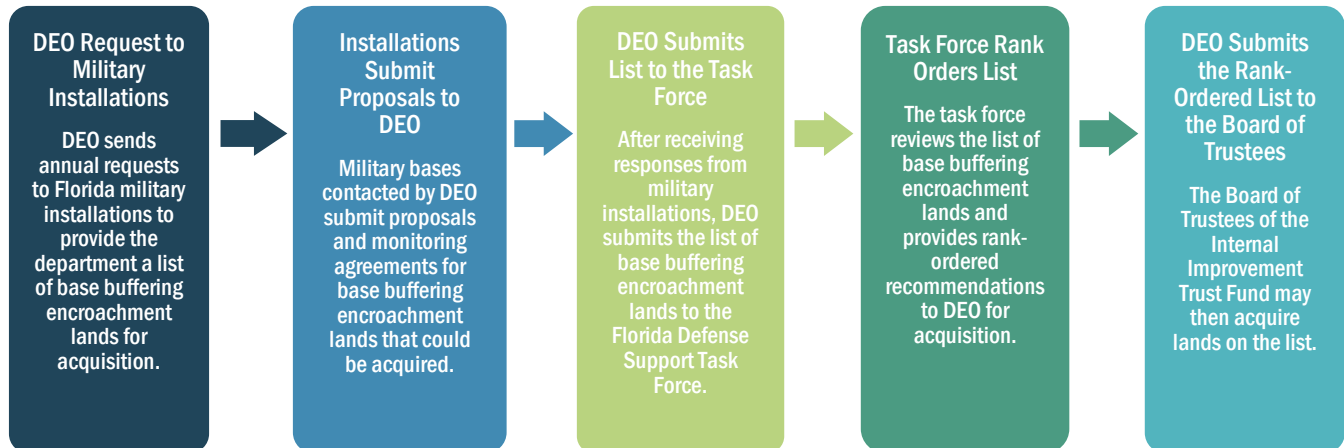 DEO Request to
Military
Installations
DEO sends
annual requests
to Florida military
installations to
provide the
department a list
of base buffering
encroachment
lands for
acquisition.
Installations
Submit
Proposals to
DEO
Military bases
contacted by DEO
submit proposals
and monitoring
agreements for
base buffering
encroachment
lands that could
be acquired.
DEO Submits
List to the Task
Force
After receiving
responses from
military
installations, DEO
submits the list of
base buffering
encroachment
lands to the
Florida Defense
Support Task
Force.
Task Force Rank
Orders List
The task force
reviews the list of
base buffering
encroachment
lands and
provides rank-
ordered
recommendations
to DEO for
acquisition.
DEO Submits
the Rank-
Ordered List to
the Board of
Trustees
The Board of
Trustees of the
Internal
Improvement
Trust Fund may
then acquire
lands on the list.